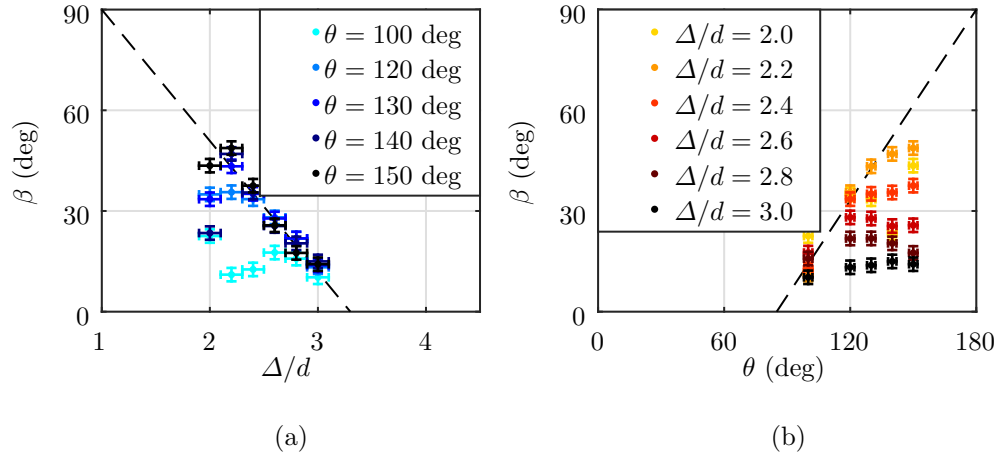 90
60
30
0
β (deg)
1
2
3
4
Δ/d
θ = 100 deg
θ = 120 deg
θ = 130 deg
θ = 140 deg
θ = 150 deg
(a)
90
60
30
0
β (deg)
0
60
120
180
θ (deg)
Δ/d = 2.0
Δ/d = 2.2
Δ/d = 2.4
Δ/d = 2.6
Δ/d = 2.8
Δ/d = 3.0
(b)